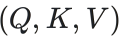 (Q, K, V)